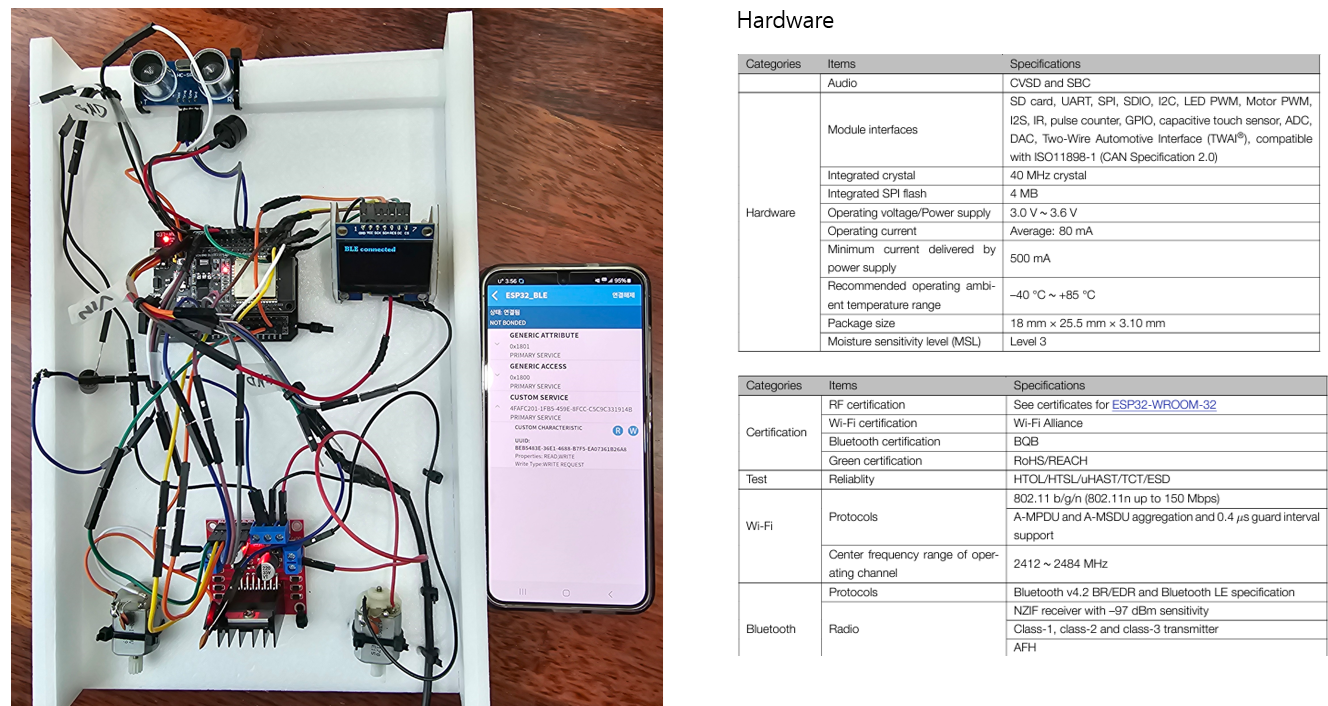 Hardware
HC-SR
GND
VIN
GND
1 7
BLE connected
3:56
95%
ESP32_BLE 연결해제
상태: 연결됨
NOT BONDED
GENERIC ATTRIBUTE
0x1801
PRIMARY SERVICE
GENERIC ACCESS
0x1800
PRIMARY SERVICE
CUSTOM SERVICE
4FAFC201-1FB5-459E-8FCC-C5C9C331914B
PRIMARY SERVICE
CUSTOM CHARACTERISTIC R W
UUID:
BEB5483E-36E1-4688-B7F5-EA07361B26A8
Properties: READ,WRITE
Write Type:WRITE REQUEST
Categories Items Specifications
Audio CVSD and SBC
Hardware
Module interfaces
SD card, UART, SPI, SDIO, I2C, LED PWM, Motor PWM,
I2S, IR, pulse counter, GPIO, capacitive touch sensor, ADC,
DAC, Two-Wire Automotive Interface (TWAI®), compatible
with ISO11898-1 (CAN Specification 2.0)
Integrated crystal 40 MHz crystal
Integrated SPI flash 4 MB
Operating voltage/Power supply 3.0 V ~ 3.6 V
Operating current Average: 80 mA
Minimum current delivered by
power supply
500 mA
Recommended operating ambi-
ent temperature range
–40 °C ~ +85 °C
Package size 18 mm × 25.5 mm × 3.10 mm
Moisture sensitivity level (MSL) Level 3
Categories Items Specifications
Certification
RF certification See certificates for ESP32-WROOM-32
Wi-Fi certification Wi-Fi Alliance
Bluetooth certification BQB
Green certification RoHS/REACH
Test Reliablity HTOL/HTSL/uHAST/TCT/ESD
Wi-Fi
Protocols
802.11 b/g/n (802.11n up to 150 Mbps)
A-MPDU and A-MSDU aggregation and 0.4 μs guard interval
support
Center frequency range of oper-
ating channel
2412 ~ 2484 MHz
Bluetooth
Protocols Bluetooth v4.2 BR/EDR and Bluetooth LE specification
Radio
NZIF receiver with –97 dBm sensitivity
Class-1, class-2 and class-3 transmitter
AFH